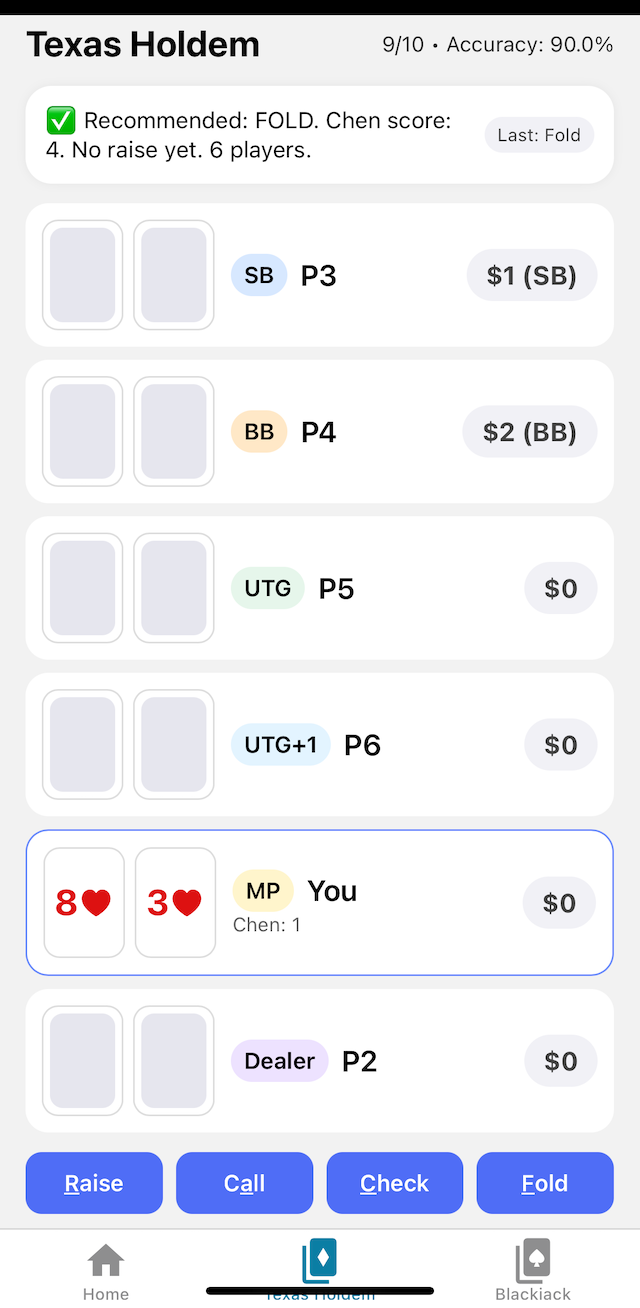 Texas Holdem
9/10 • Accuracy: 90.0%
✅ Recommended: FOLD. Chen score:
4. No raise yet. 6 players.
Last: Fold
SB P3 $1 (SB)
BB P4 $2 (BB)
UTG P5 $0
UTG+1 P6 $0
8♥ 3♥ MP You $0
Chen: 1
Dealer P2 $0
Raise Call Check Fold
Home Texas Holdem Blackjack